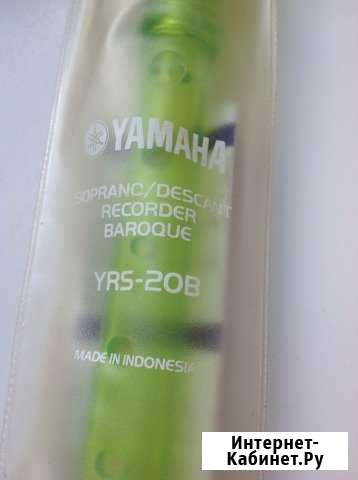 YAMAHA
SOPRANO/DESCANT
RECORDER
BAROQUE
YRS-20B
MADE IN INDONESIA
Интернет-
Кабинет.Ру